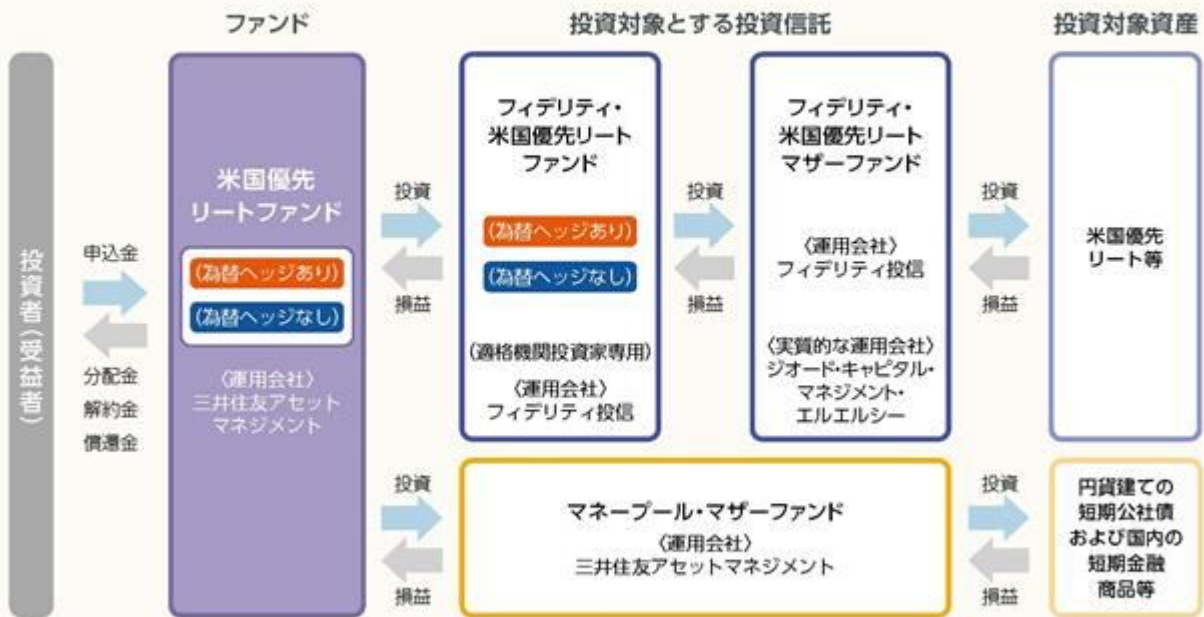 ファンド
投資対象とする投資信託
投資対象資産
投資者(受益者)
申込金
分配金
解約金
償還金
米国優先
リートファンド
(為替ヘッジあり)
(為替ヘッジなし)
〈運用会社〉
三井住友アセット
マネジメント
投資
損益
フィデリティ・
米国優先リート
ファンド
(為替ヘッジあり)
(為替ヘッジなし)
(適格機関投資家専用)
〈運用会社〉
フィデリティ投信
投資
損益
フィデリティ・
米国優先リート
マザーファンド
〈運用会社〉
フィデリティ投信
〈実質的な運用会社〉
ジオード・キャピタル・
マネジメント・
エルエルシー
投資
損益
米国優先
リート等
投資
損益
マネープール・マザーファンド
〈運用会社〉
三井住友アセットマネジメント
投資
損益
円貨建ての
短期公社債
および国内の
短期金融
商品等